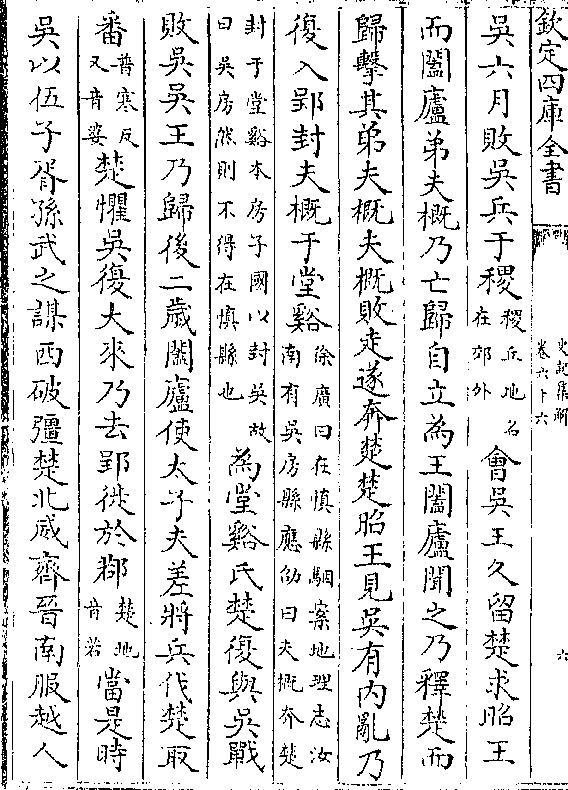 欽定四庫全書
史記集解
卷六十六
六
吳六月敗吳兵于稷稷丘地名在郊外會吳王久留楚求昭王
而闔廬弟夫概乃亡歸自立為王闔廬聞之乃釋楚而
歸擊其弟夫概夫概敗走遂奔楚楚昭王見吳有內亂乃
復入郢封夫概于堂谿徐廣曰在慎縣駰案地理志汝南有吳房縣應劭曰夫概奔楚
封于堂谿本房子國以封吳故曰吳房然則不得在慎縣也為堂谿氏楚復與吳戰
敗吳吳王乃歸後二歲闔廬使太子夫差將兵伐楚取
番普寒反又音婆楚懼吳復大來乃去郢徙於鄀楚地音若當是時
吳以伍子胥孫武之謀西破彊楚北威齊晉南服越人